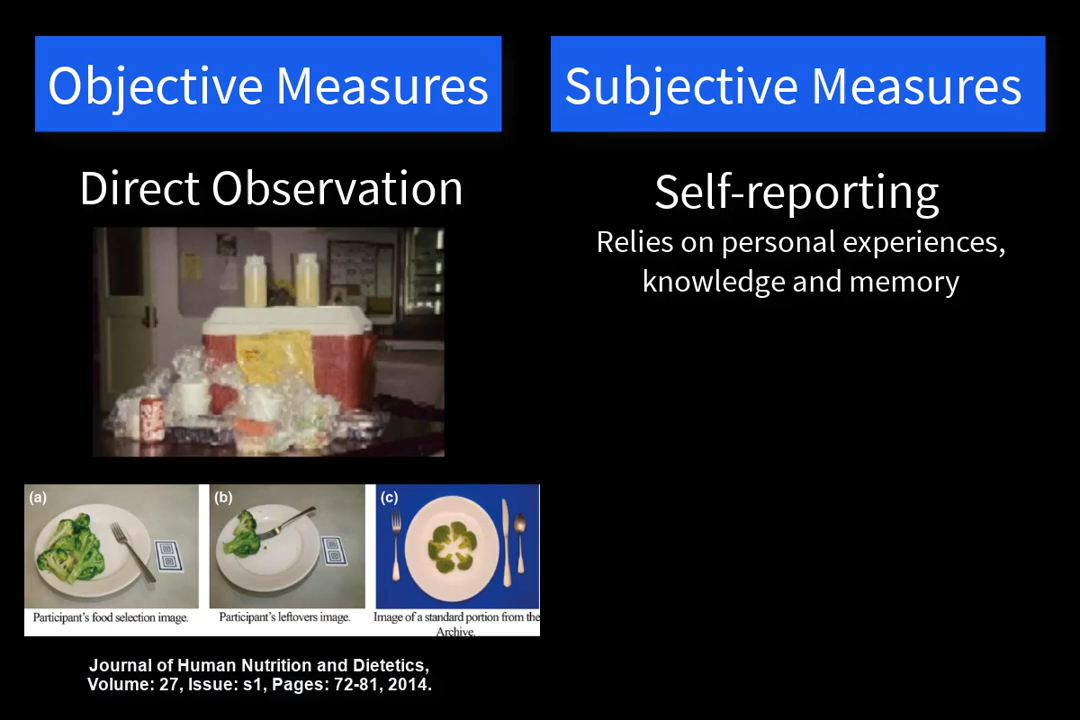 Objective Measures
Subjective Measures
Direct Observation
Self-reporting
Relies on personal experiences,
knowledge and memory
(a)
(b)
(c)
Participant's food selection image.
Participant's leftovers image.
Image of a standard portion from the
Archive.
Journal of Human Nutrition and Dietetics,
Volume: 27, Issue: s1, Pages: 72-81, 2014.